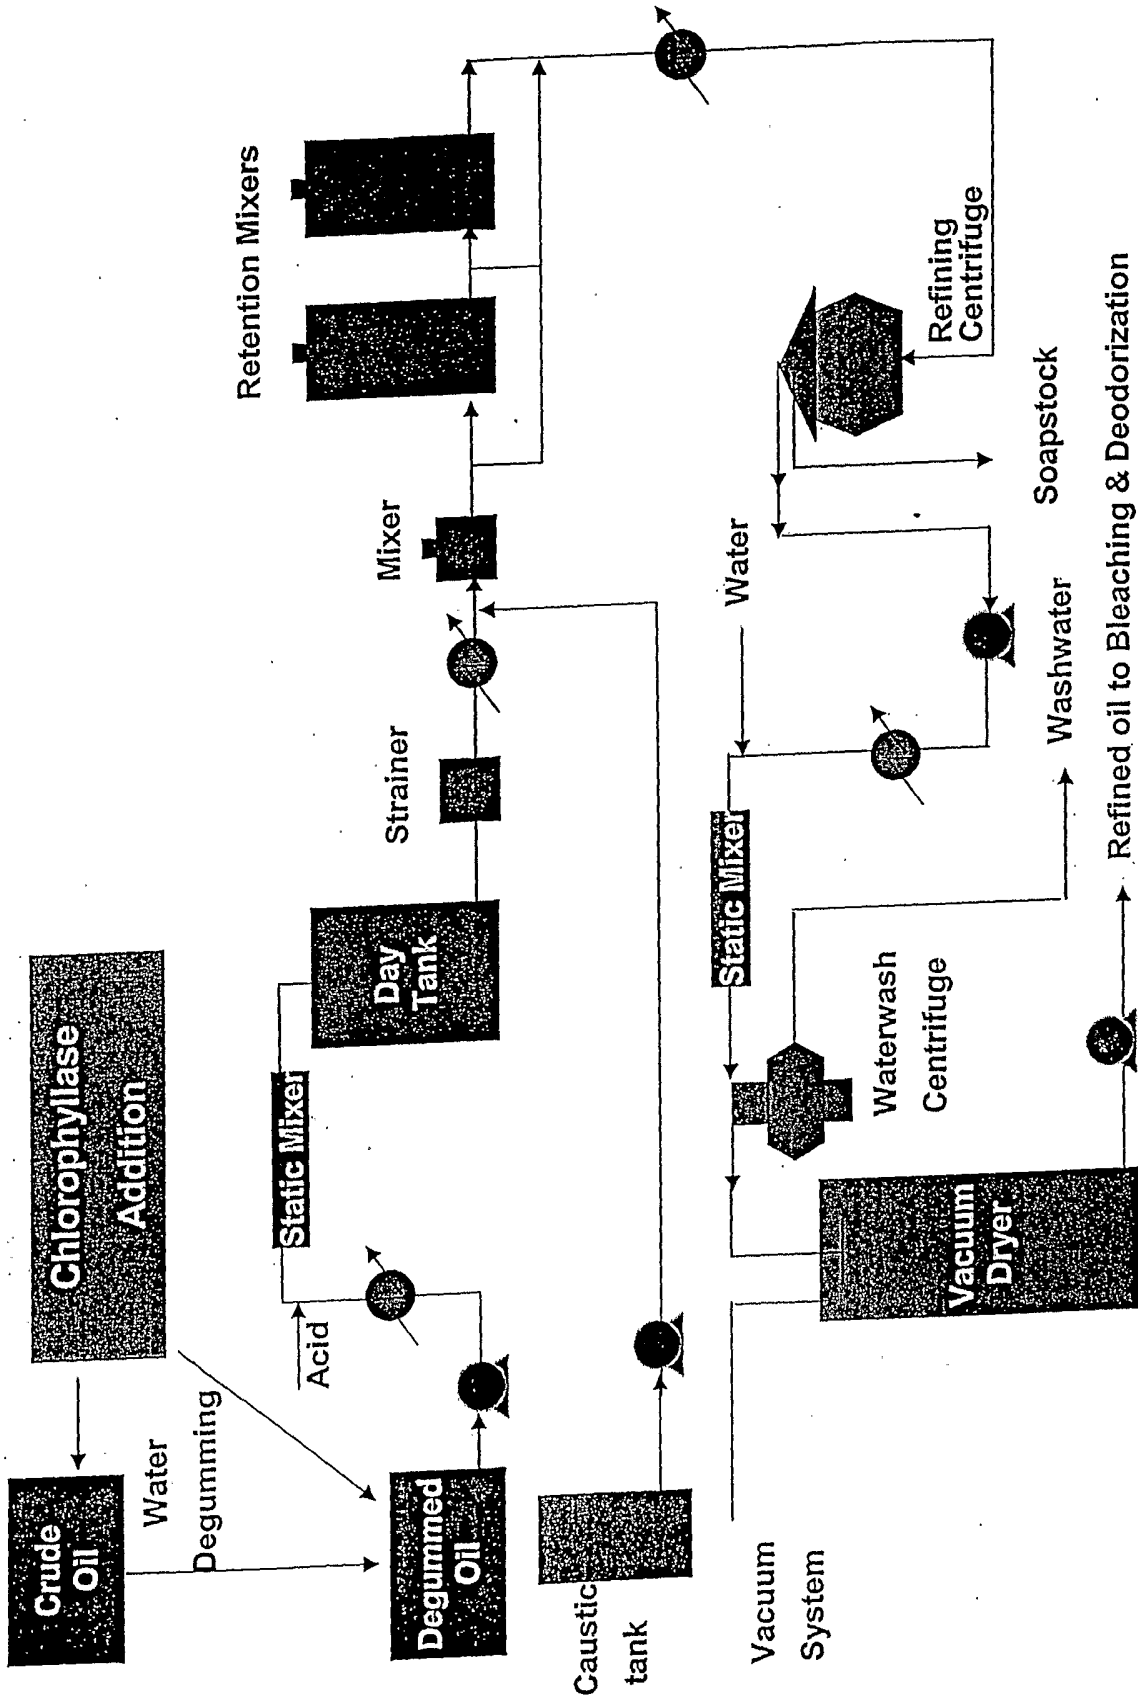 Crude
Oil
Chlorophyllase
Addition
Water
Degumming
Degummed
Oil
Acid
Static Mixer
Day
Tank
Strainer
Mixer
Retention Mixers
Caustic
tank
Refining
Centrifuge
Soapstock
Water
Static Mixer
Waterwash
Centrifuge
Washwater
Vacuum
System
Vacuum
Dryer
Refined oil to Bleaching & Deodorization